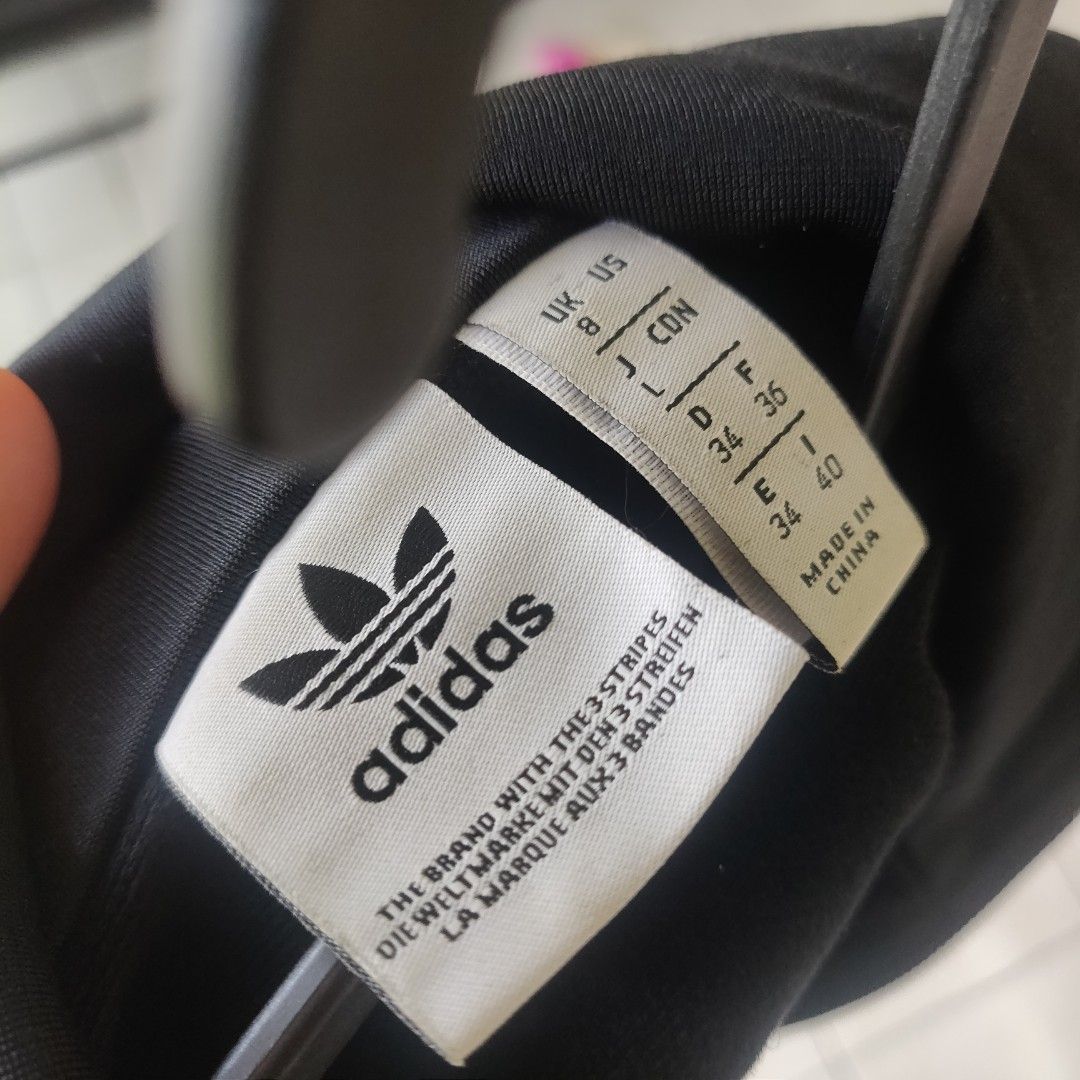 UK US
8
J CDN
L
D F
34 36
E I
34 40
MADE IN
CHINA
adidas
THE BRAND WITH THE 3 STRIPES
DIE WELTMARKE MIT DEN 3 STREIFEN
LA MARQUE AUX 3 BANDES